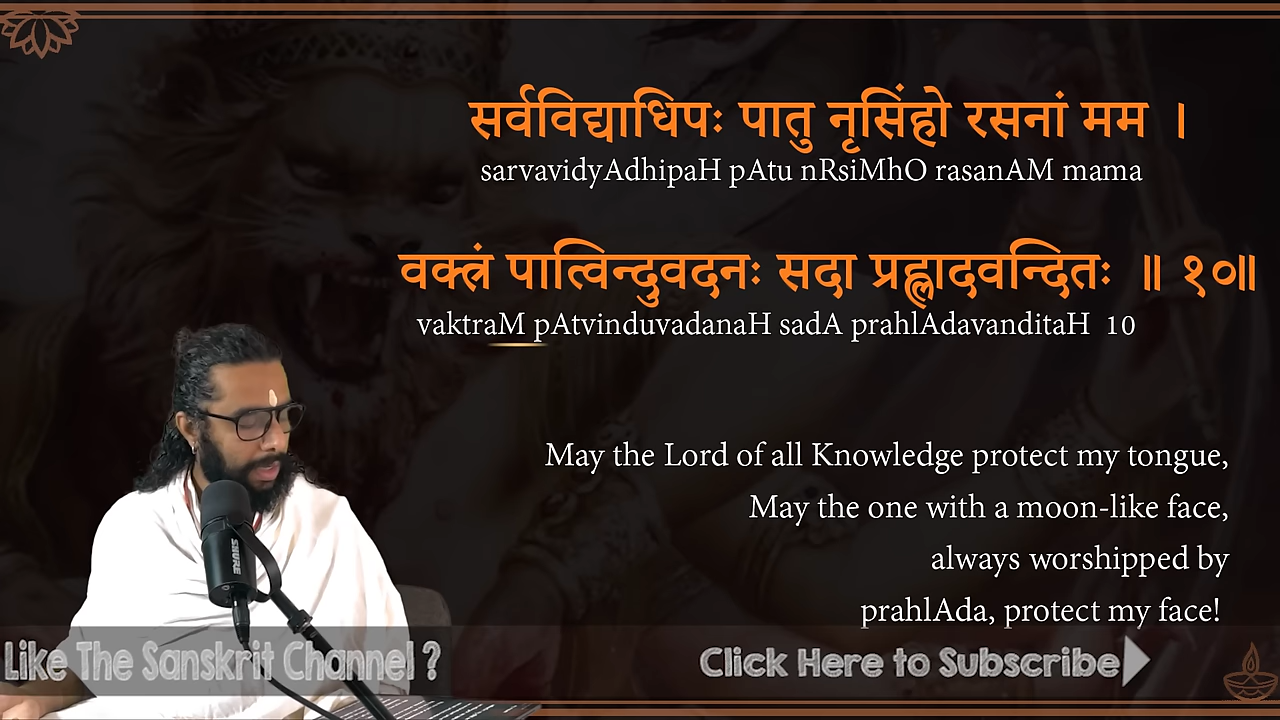 सर्वविद्याधिपः पातु नृसिंहो रसनां मम ।
sarvavidyAdhipaH pAtu nRsiMhO rasanAM mama
वक्त्रं पात्विन्दुवदनः सदा प्रह्लादवन्दितः ॥ १०॥
vaktraM pAtvinduvadanaH sadA prahlAdavanditaH 10
May the Lord of all Knowledge protect my tongue,
May the one with a moon-like face,
always worshipped by
prahlAda, protect my face!
SHURE
Like The Sanskrit Channel ?
Click Here to Subscribe